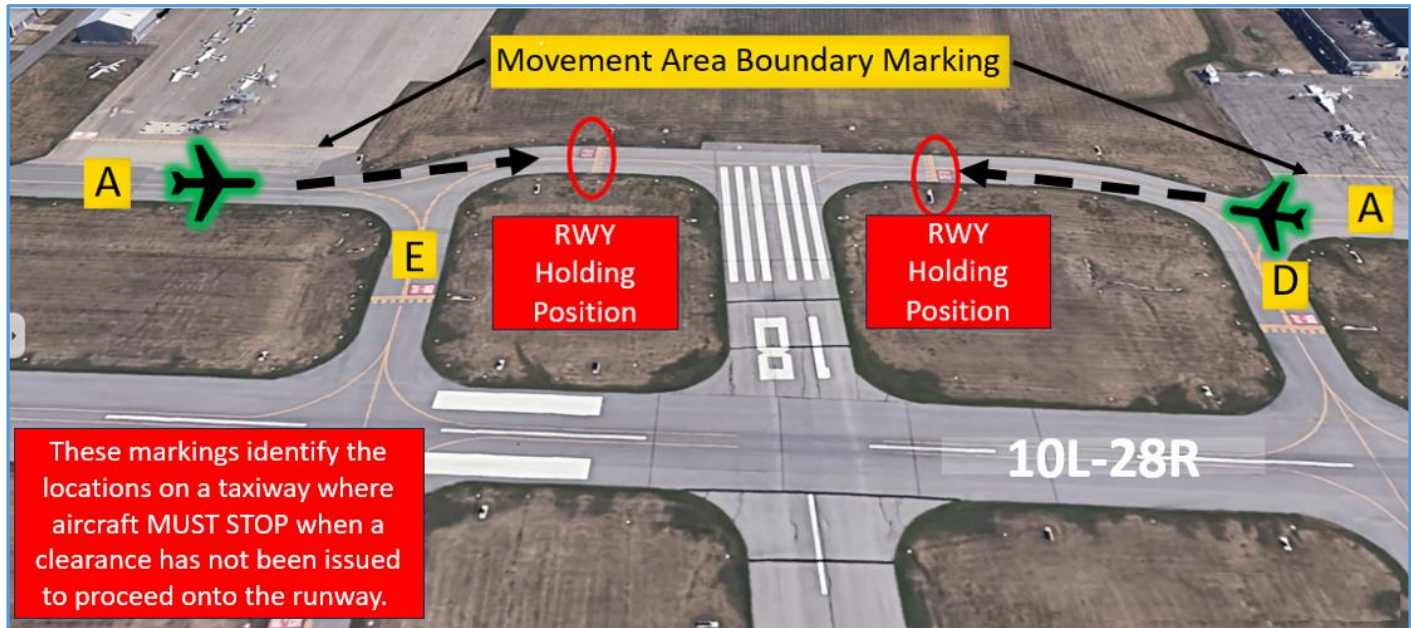 Movement Area Boundary Marking
A
A
E
D
RWY
Holding
Position
RWY
Holding
Position
18
10L-28R
These markings identify the
locations on a taxiway where
aircraft MUST STOP when a
clearance has not been issued
to proceed onto the runway.